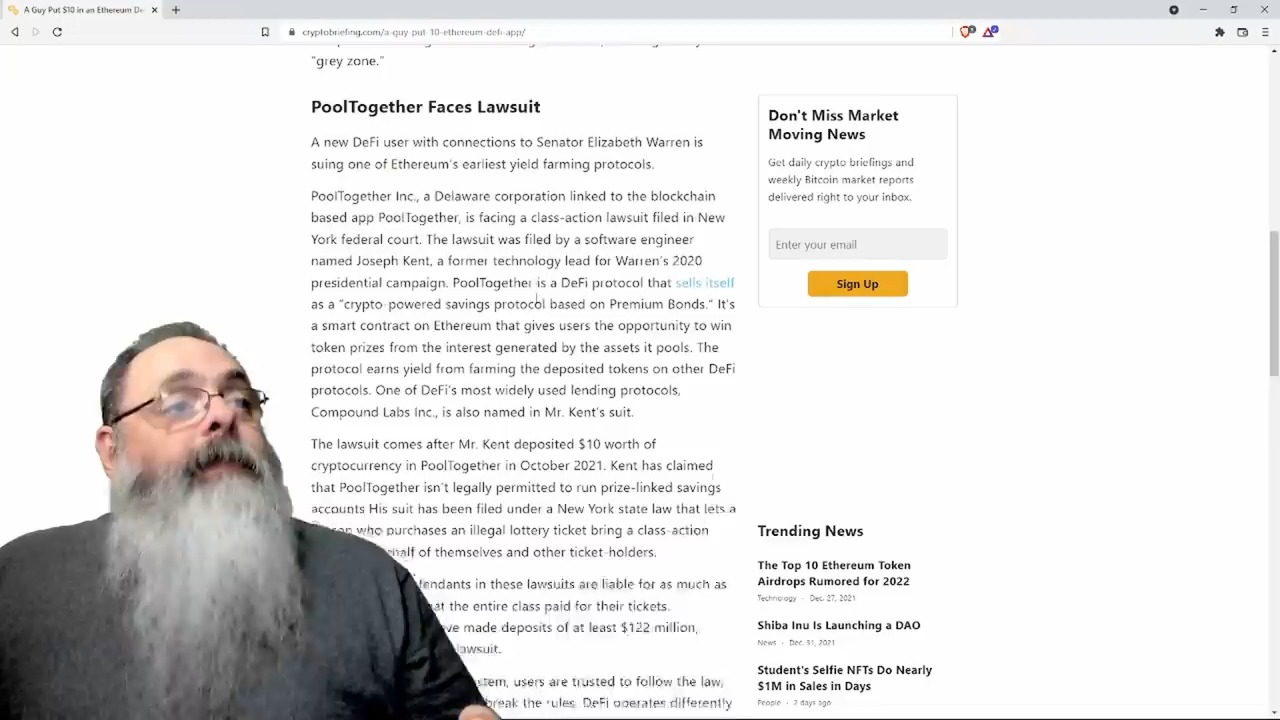 A Guy Put $10 in an Ethereum De
cryptobriefing.com/a-guy-put-10-ethereum-defi-app/
"grey zone."
PoolTogether Faces Lawsuit
A new DeFi user with connections to Senator Elizabeth Warren is
suing one of Ethereum's earliest yield farming protocols.
PoolTogether Inc., a Delaware corporation linked to the blockchain
based app PoolTogether, is facing a class-action lawsuit filed in New
York federal court. The lawsuit was filed by a software engineer
named Joseph Kent, a former technology lead for Warren's 2020
presidential campaign. PoolTogether is a DeFi protocol that sells itself
as a "crypto-powered savings protocol based on Premium Bonds." It's
a smart contract on Ethereum that gives users the opportunity to win
token prizes from the interest generated by the assets it pools. The
protocol earns yield from farming the deposited tokens on other DeFi
protocols. One of DeFi's most widely used lending protocols,
Compound Labs Inc., is also named in Mr. Kent's suit.
The lawsuit comes after Mr. Kent deposited $10 worth of
cryptocurrency in PoolTogether in October 2021. Kent has claimed
that PoolTogether isn't legally permitted to run prize-linked savings
accounts His suit has been filed under a New York state law that lets a
who purchases an illegal lottery ticket bring a class-action
of themselves and other ticket-holders.
in these lawsuits are liable for as much as
at the entire class paid for their tickets.
made deposits of at least $122 million,
lawsuit.
users are trusted to follow the law,
break the rules. DeFi operates differently
Don't Miss Market
Moving News
Get daily crypto briefings and
weekly Bitcoin market reports
delivered right to your inbox.
Enter your email
Sign Up
Trending News
The Top 10 Ethereum Token
Airdrops Rumored for 2022
Technology · Dec. 27, 2021
Shiba Inu Is Launching a DAO
News · Dec. 31, 2021
Student's Selfie NFTs Do Nearly
$1M in Sales in Days
People · 2 days ago